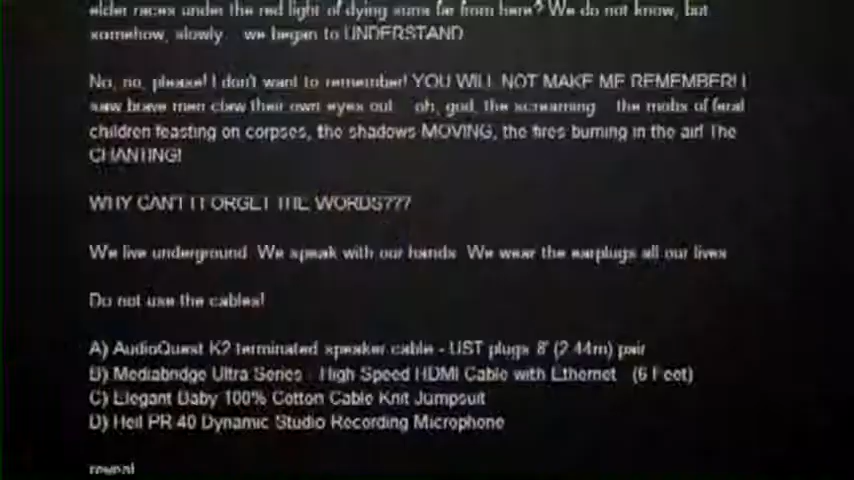 elder races under the red light of dying suns far from here? We do not know, but
somehow, slowly we began to UNDERSTAND
No, no, please! I don't want to remember! YOU WILL NOT MAKE ME REMEMBER! I
saw brave men claw their own eyes out oh, god, the screaming the mobs of feral
children feasting on corpses, the shadows MOVING, the fires burning in the air! The
CHANTING!
WHY CAN'T I FORGET THE WORDS???
We live underground We speak with our hands We wear the earplugs all our lives
Do not use the cables!
A) AudioQuest K2 terminated speaker cable - UST plugs 8' (2.44m) pair
B) Mediabridge Ultra Series High Speed HDMI Cable with Ethernet (6 Feet)
C) Elegant Baby 100% Cotton Cable Knit Jumpsuit
D) Heil PR 40 Dynamic Studio Recording Microphone
reveal